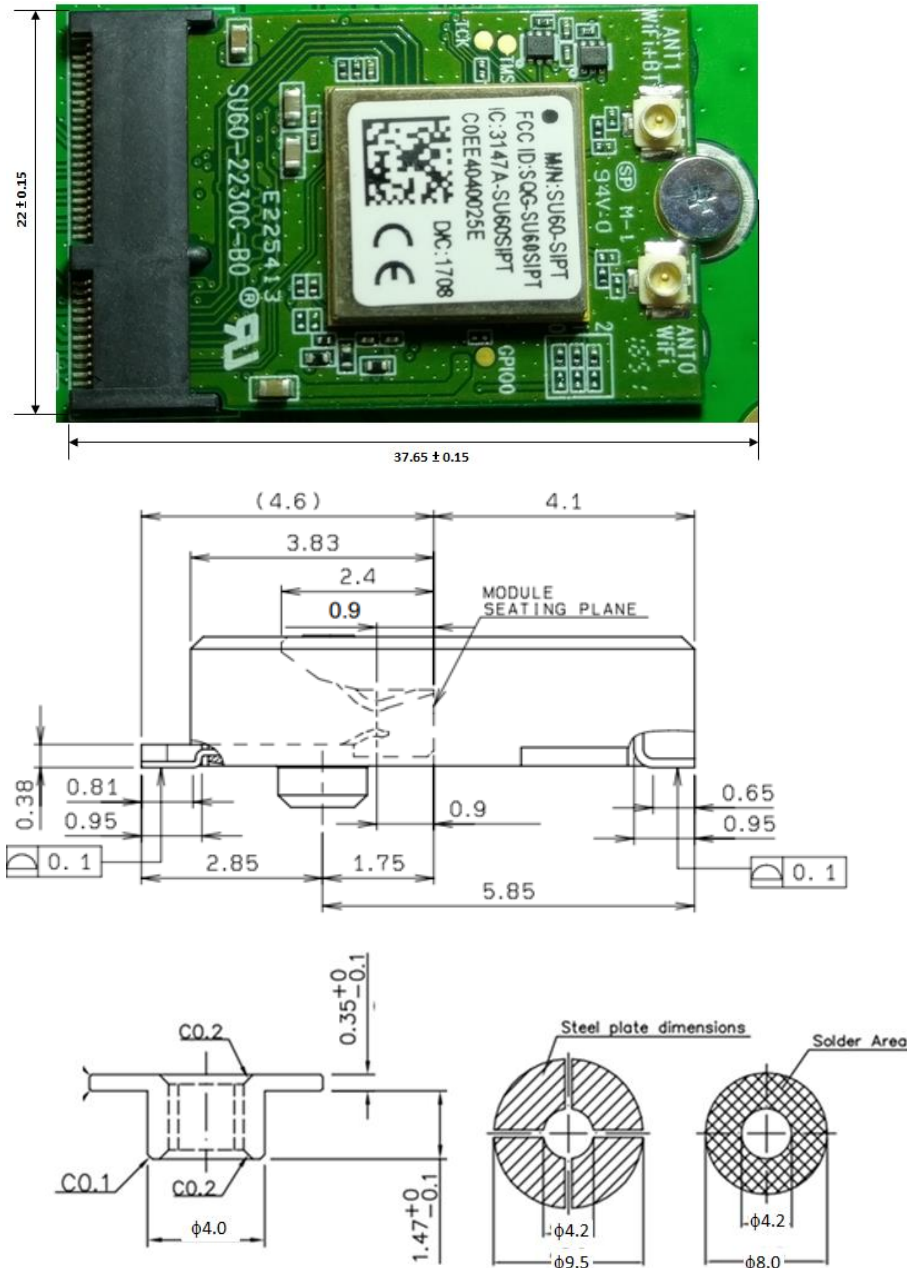 22 ± 0.15
37.65 ± 0.15
SU60-2230C-B0
E225413
®
TCK
TMS
ANT1
WiFi+BT
M/N:SU60-SIPT
FCC ID:SQG-SU60SIPT
IC:3147A-SU60SIPT
C0EE4040025E
D/C:1708
CE
SP M-1
94V-0
ANT0
WiFi
GPIO0
2
(4.6)
4.1
3.83
2.4
0.9
MODULE
SEATING PLANE
0.38
0.81
0.95
0.9
0.65
0.95
0.1
2.85
1.75
5.85
0.1
C0.2
0.35+0 -0.1
C0.1
C0.2
ϕ4.0
1.47+0 -0.1
Steel plate dimensions
ϕ4.2
ϕ9.5
Solder Area
ϕ4.2
ϕ8.0